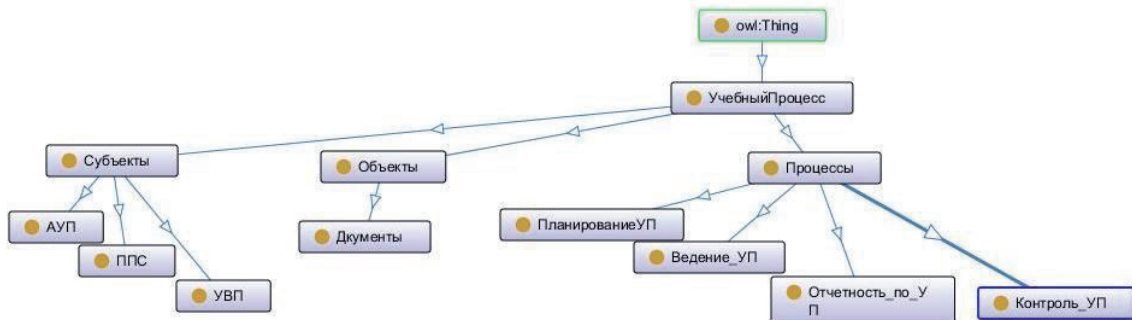 owl:Thing
УчебныйПроцесс
Субъекты
Объекты
Процессы
АУП
ППС
УВП
Дкументы
ПланированиеУП
Ведение_УП
Отчетность_по_У
П
Контроль_УП